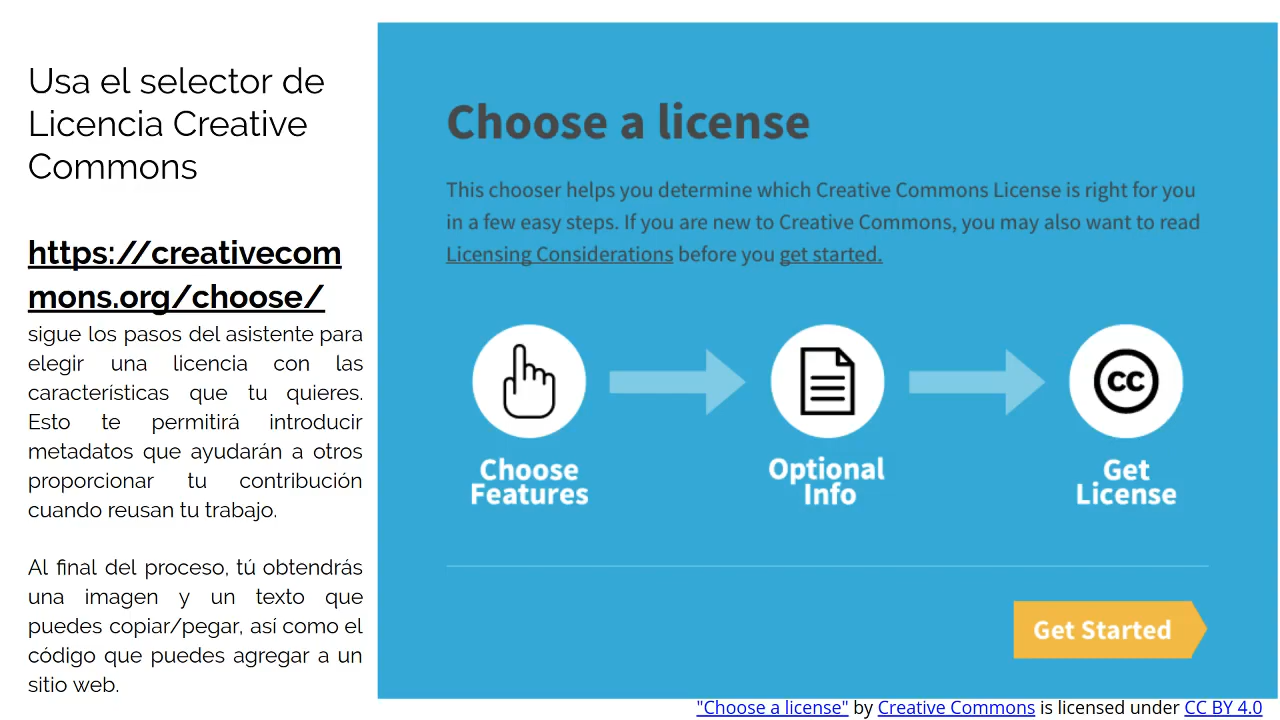 Usa el selector de
Licencia Creative
Commons
https://creativecom
mons.org/choose/
sigue los pasos del asistente para
elegir una licencia con las
características que tu quieres.
Esto te permitirá introducir
metadatos que ayudarán a otros
proporcionar tu contribución
cuando reusan tu trabajo.
Al final del proceso, tú obtendrás
una imagen y un texto que
puedes copiar/pegar, así como el
código que puedes agregar a un
sitio web.
Choose a license
This chooser helps you determine which Creative Commons License is right for you
in a few easy steps. If you are new to Creative Commons, you may also want to read
Licensing Considerations before you get started.
cc
Choose
Features
Optional
Info
Get
License
Get Started
"Choose a license" by Creative Commons is licensed under CC BY 4.0